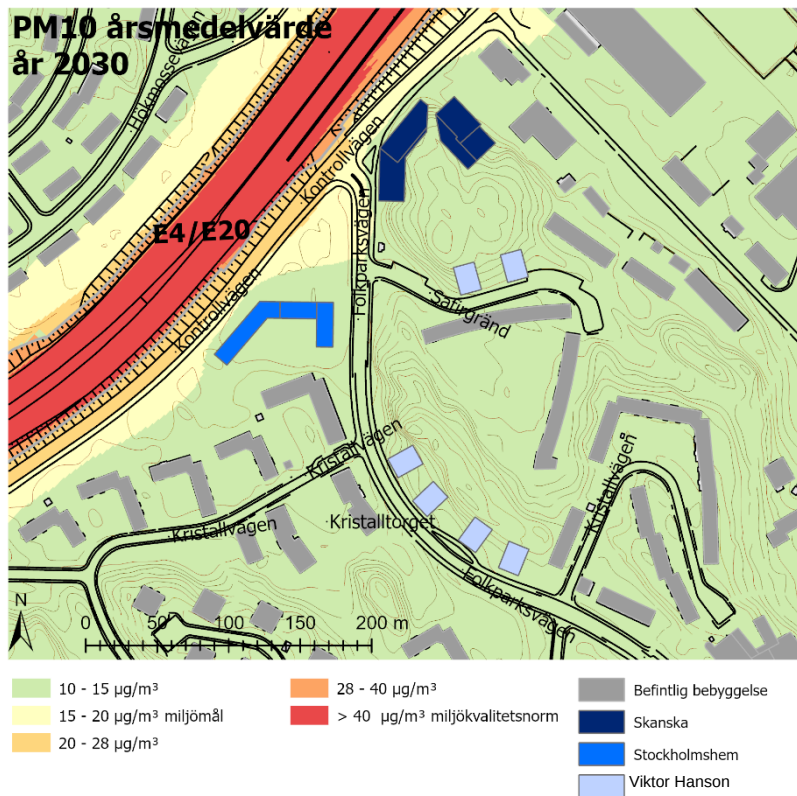 PM10 årsmedelvärde
år 2030
Hökmossevägen
Kontrollvägen
E4/E20
Folkparksvägen
Kontrollvägen
Safirgränd
Kristallvägen
Kristallvägen
Kristallvägen
Kristalltorget
Folkparksvägen
N
0 50 100 150 200 m
10 - 15 µg/m³
15 - 20 µg/m³ miljömål
20 - 28 µg/m³
28 - 40 µg/m³
> 40 µg/m³ miljökvalitetsnorm
Befintlig bebyggelse
Skanska
Stockholmshem
Viktor Hanson